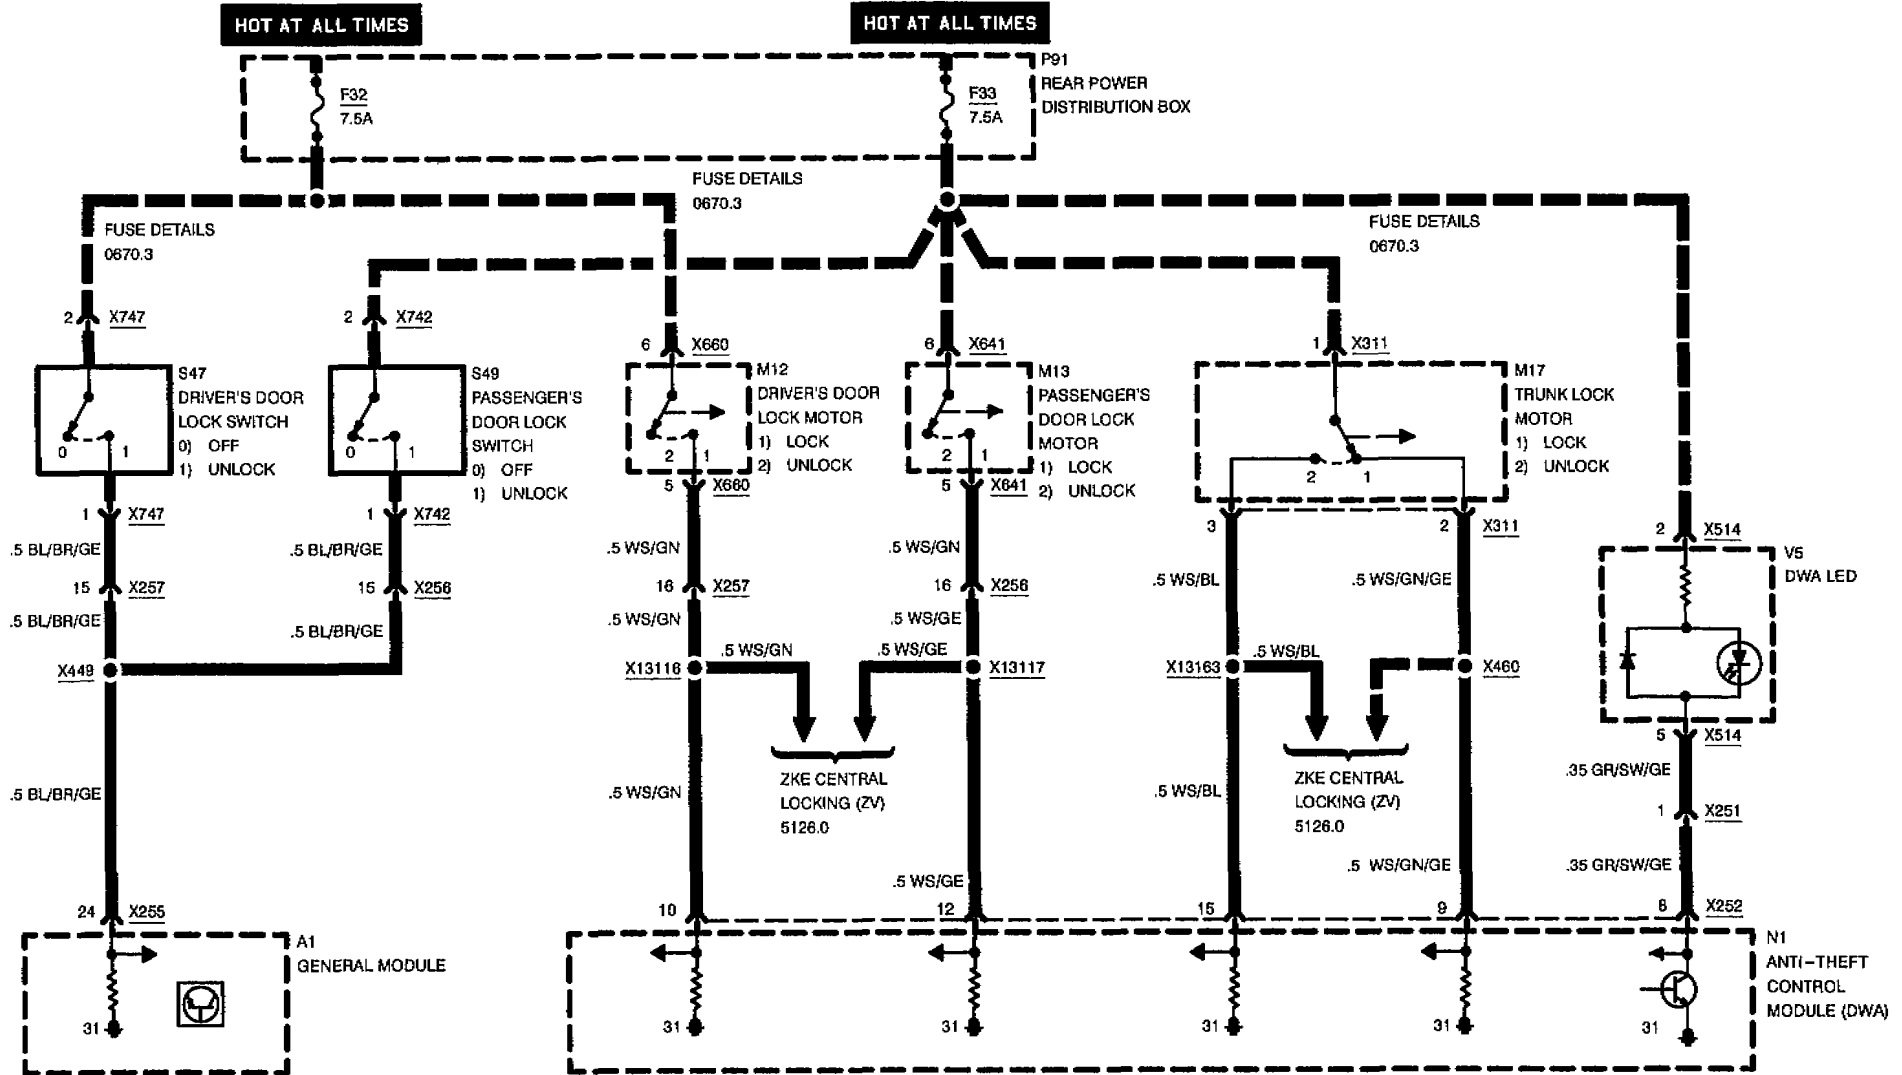 HOT AT ALL TIMES
HOT AT ALL TIMES
P91
REAR POWER
DISTRIBUTION BOX
F32
7.5A
F33
7.5A
FUSE DETAILS
0670.3
FUSE DETAILS
0670.3
FUSE DETAILS
0670.3
2 X747
2 X742
6 X660
6 X641
1 X311
S47
DRIVER'S DOOR
LOCK SWITCH
0) OFF
1) UNLOCK
0 1
S49
PASSENGER'S
DOOR LOCK
SWITCH
0) OFF
1) UNLOCK
0 1
M12
DRIVER'S DOOR
LOCK MOTOR
1) LOCK
2) UNLOCK
2 1
M13
PASSENGER'S
DOOR LOCK
MOTOR
1) LOCK
2) UNLOCK
2 1
M17
TRUNK LOCK
MOTOR
1) LOCK
2) UNLOCK
2 1
1 X747
1 X742
5 X660
5 X641
3
2 X311
2 X514
V5
DWA LED
.5 BL/BR/GE
.5 BL/BR/GE
.5 WS/GN
.5 WS/GN
.5 WS/BL
.5 WS/GN/GE
15 X257
15 X256
16 X257
16 X256
.5 BL/BR/GE
.5 BL/BR/GE
.5 WS/GN
.5 WS/GE
X449
X13116
.5 WS/GN
.5 WS/GE
X13117
X13163
.5 WS/BL
X460
5 X514
ZKE CENTRAL
LOCKING (ZV)
5126.0
ZKE CENTRAL
LOCKING (ZV)
5126.0
.35 GR/SW/GE
1 X251
.5 BL/BR/GE
.5 WS/GN
.5 WS/GE
.5 WS/BL
.5 WS/GN/GE
.35 GR/SW/GE
24 X255
10
12
15
9
8 X252
A1
GENERAL MODULE
31
31
31
31
31
31
N1
ANTI-THEFT
CONTROL
MODULE (DWA)